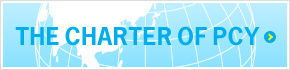 THE CHARTER OF PCY